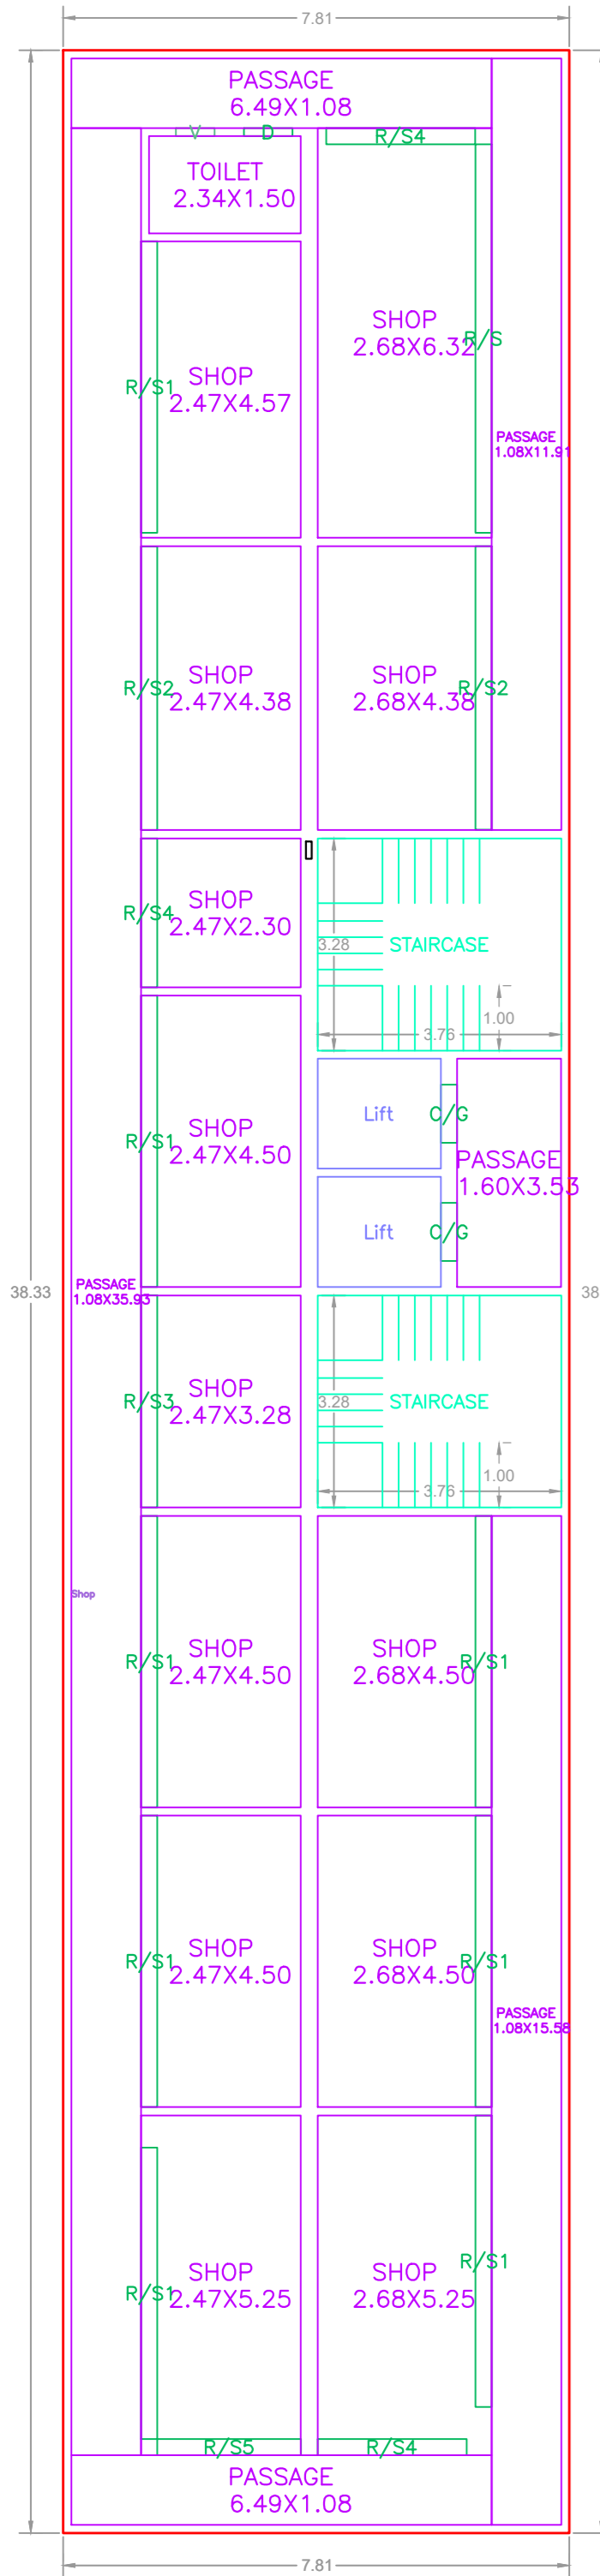 7.81
PASSAGE
6.49X1.08
V
D
R/S4
TOILET
2.34X1.50
SHOP
2.68X6.32
R/S
SHOP
2.47X4.57
R/S1
PASSAGE
1.08X11.91
SHOP
2.47X4.38
R/S2
SHOP
2.68X4.38
R/S2
SHOP
2.47X2.30
R/S4
3.28
STAIRCASE
1.00
3.76
SHOP
2.47X4.50
R/S1
Lift
C/G
PASSAGE
1.60X3.53
Lift
C/G
38.33
PASSAGE
1.08X35.93
38
SHOP
2.47X3.28
R/S3
3.28
STAIRCASE
1.00
3.76
Shop
SHOP
2.47X4.50
R/S1
SHOP
2.68X4.50
R/S1
SHOP
2.47X4.50
R/S1
SHOP
2.68X4.50
R/S1
PASSAGE
1.08X15.58
SHOP
2.47X5.25
R/S1
SHOP
2.68X5.25
R/S1
R/S5
R/S4
PASSAGE
6.49X1.08
7.81